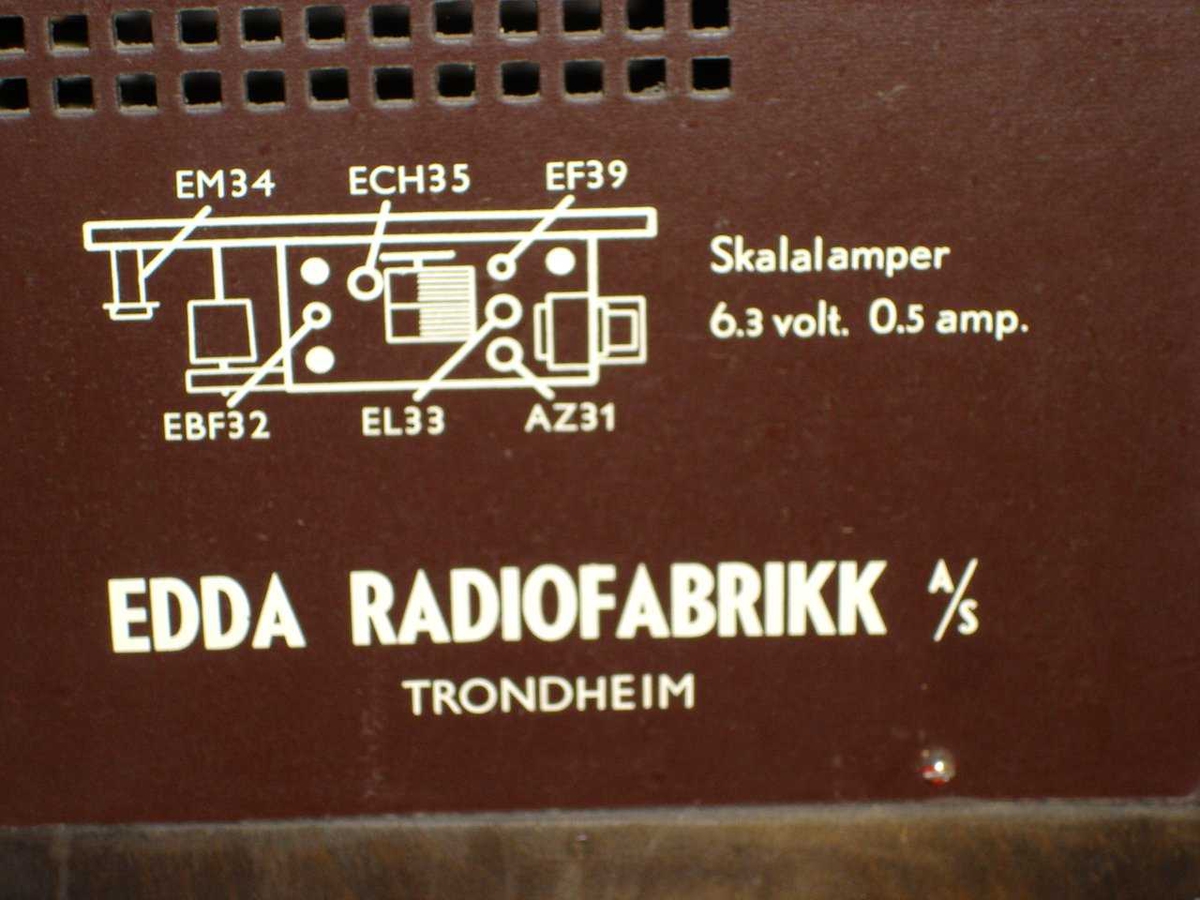 EM34 ECH35 EF39
Skalalamper
6.3 volt. 0.5 amp.
EBF32 EL33 AZ31
EDDA RADIOFABRIKK A/S
TRONDHEIM